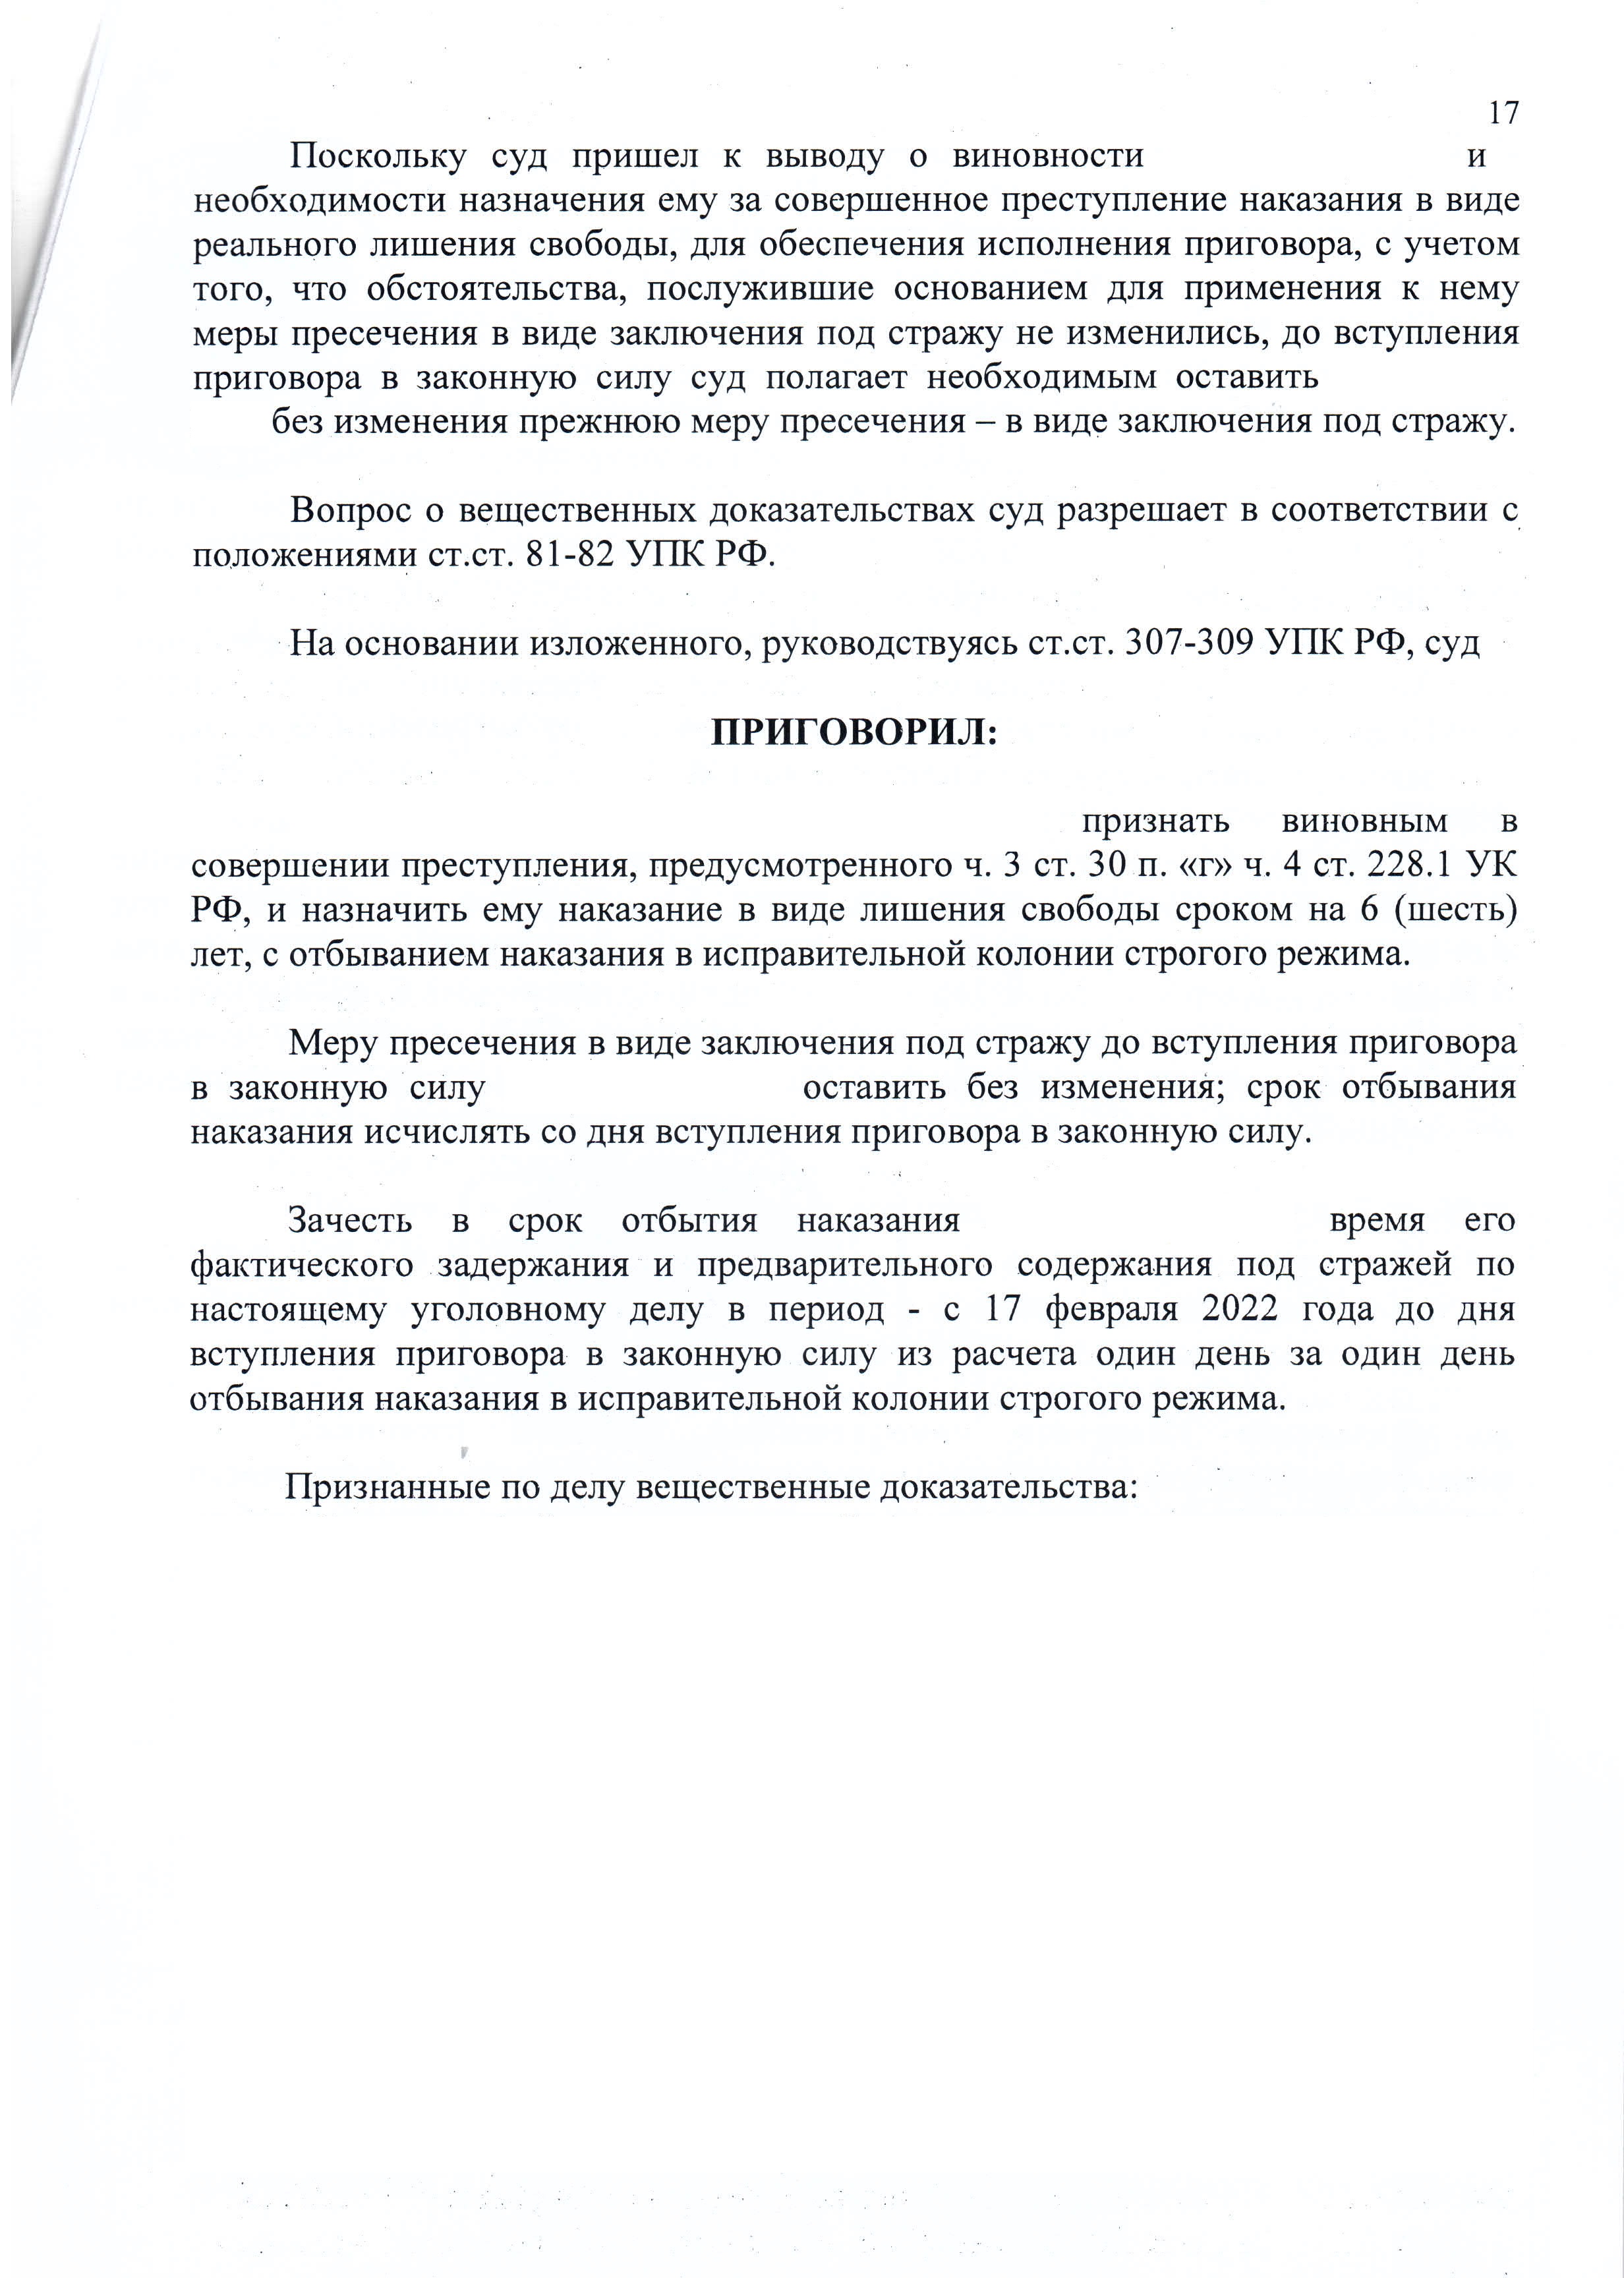 17
Поскольку суд пришел к выводу о виновности и
необходимости назначения ему за совершенное преступление наказания в виде
реального лишения свободы, для обеспечения исполнения приговора, с учетом
того, что обстоятельства, послужившие основанием для применения к нему
меры пресечения в виде заключения под стражу не изменились, до вступления
приговора в законную силу суд полагает необходимым оставить
без изменения прежнюю меру пресечения – в виде заключения под стражу.
Вопрос о вещественных доказательствах суд разрешает в соответствии с
положениями ст.ст. 81-82 УПК РФ.
На основании изложенного, руководствуясь ст.ст. 307-309 УПК РФ, суд
ПРИГОВОРИЛ:
признать виновным в
совершении преступления, предусмотренного ч. 3 ст. 30 п. «г» ч. 4 ст. 228.1 УК
РФ, и назначить ему наказание в виде лишения свободы сроком на 6 (шесть)
лет, с отбыванием наказания в исправительной колонии строгого режима.
Меру пресечения в виде заключения под стражу до вступления приговора
в законную силу оставить без изменения; срок отбывания
наказания исчислять со дня вступления приговора в законную силу.
Зачесть в срок отбытия наказания время его
фактического задержания и предварительного содержания под стражей по
настоящему уголовному делу в период - с 17 февраля 2022 года до дня
вступления приговора в законную силу из расчета один день за один день
отбывания наказания в исправительной колонии строгого режима.
Признанные по делу вещественные доказательства: